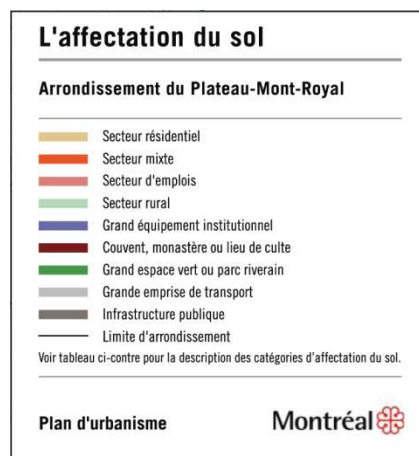 L'affectation du sol
Arrondissement du Plateau-Mont-Royal
Secteur résidentiel
Secteur mixte
Secteur d'emplois
Secteur rural
Grand équipement institutionnel
Couvent, monastère ou lieu de culte
Grand espace vert ou parc riverain
Grande emprise de transport
Infrastructure publique
Limite d'arrondissement
Voir tableau ci-contre pour la description des catégories d'affectation du sol.
Plan d'urbanisme
Montréal